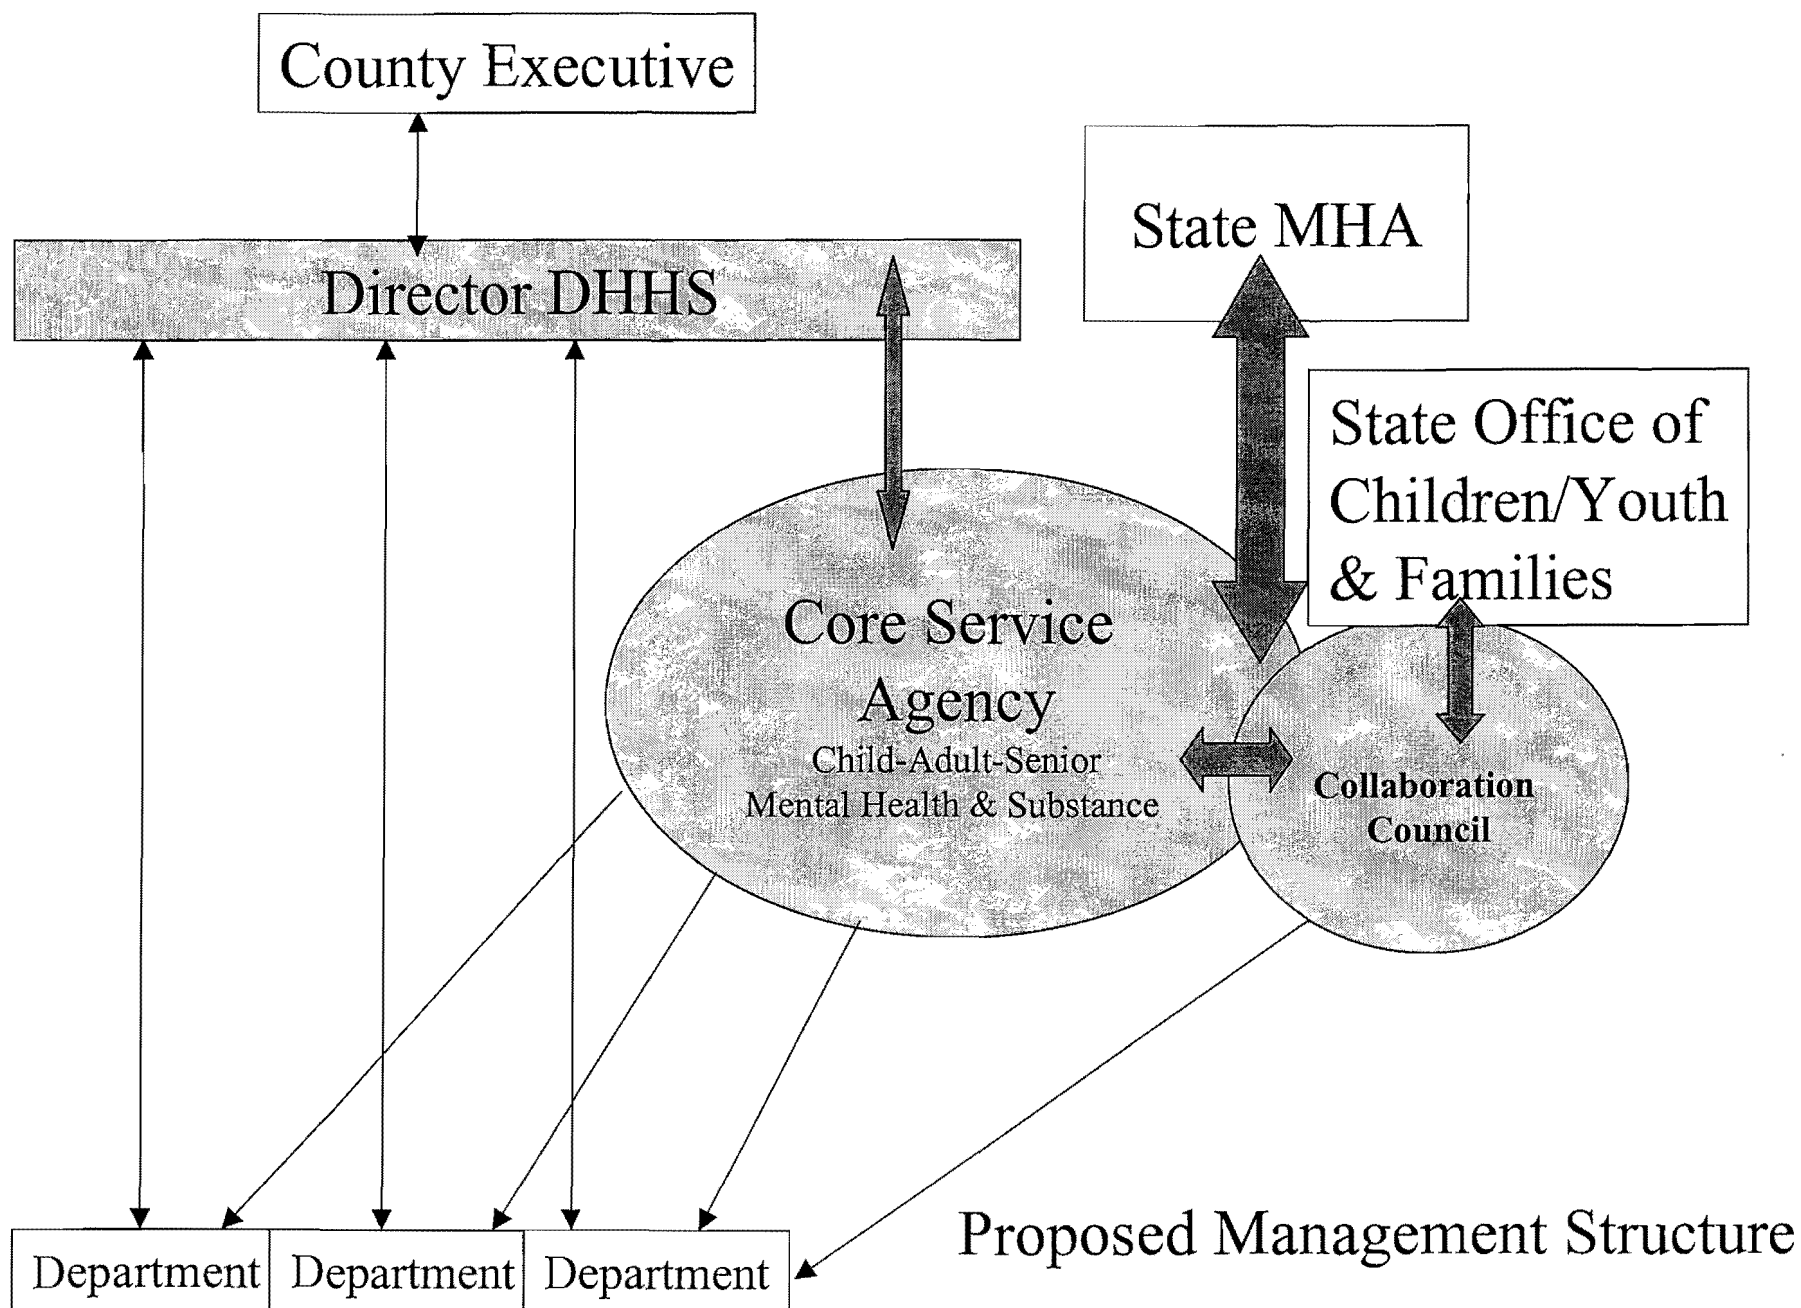 County Executive
State MHA
Director DHHS
State Office of
Children/Youth
& Families
Core Service
Agency
Child-Adult-Senior
Mental Health & Substance
Collaboration
Council
Proposed Management Structure
Department
Department
Department